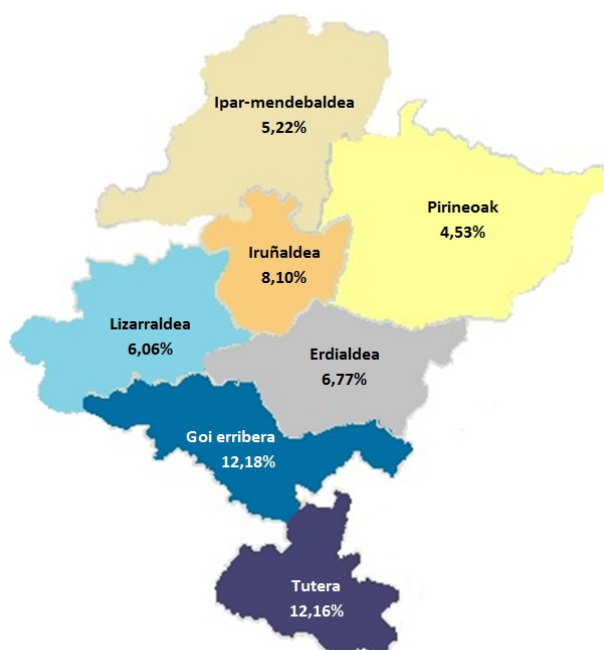 Ipar-mendebaldea
5,22%
Pirineoak
4,53%
Iruñaldea
8,10%
Lizarraldea
6,06%
Erdialdea
6,77%
Goi erribera
12,18%
Tutera
12,16%